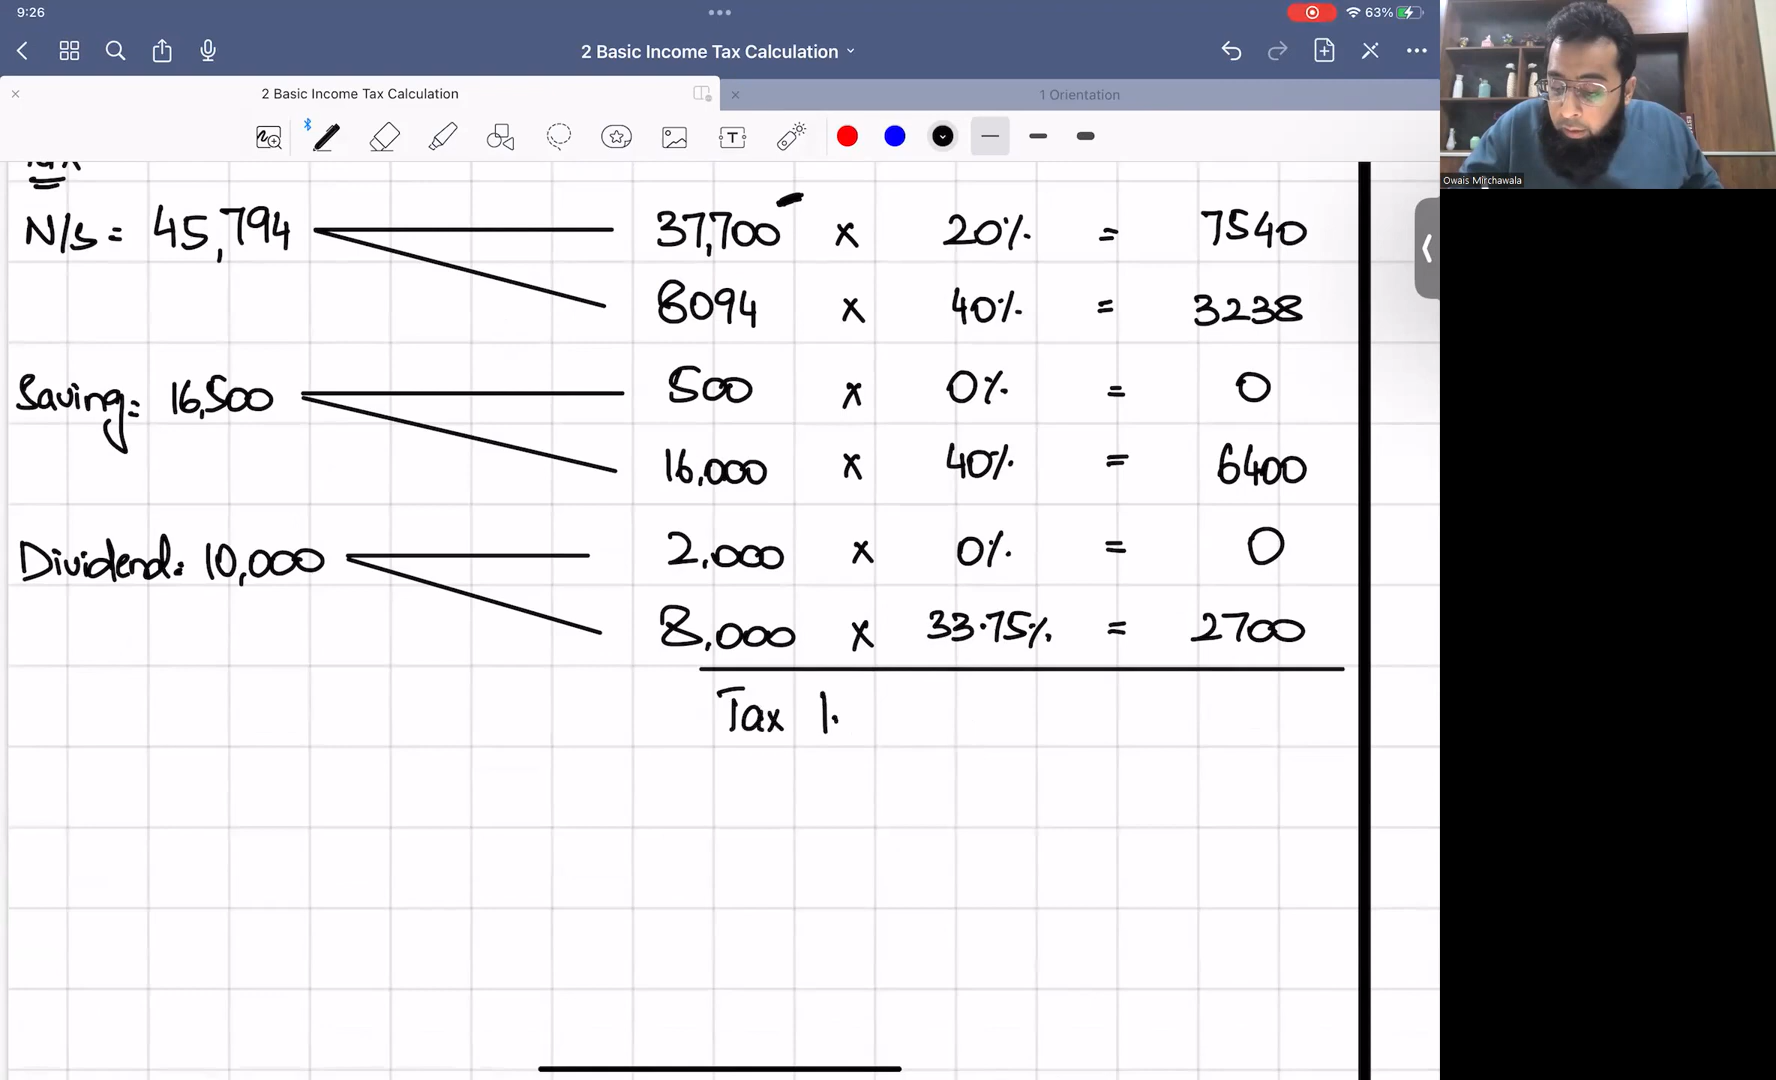 9:26
63%
2 Basic Income Tax Calculation
2 Basic Income Tax Calculation
1 Orientation
Owais Mirchawala
N/s = 45,794 37,700 x 20% = 7540
8094 x 40% = 3238
Saving: 16,500 500 x 0% = 0
16,000 x 40% = 6400
Dividend: 10,000 2,000 x 0% = 0
8,000 x 33.75% = 2700
Tax